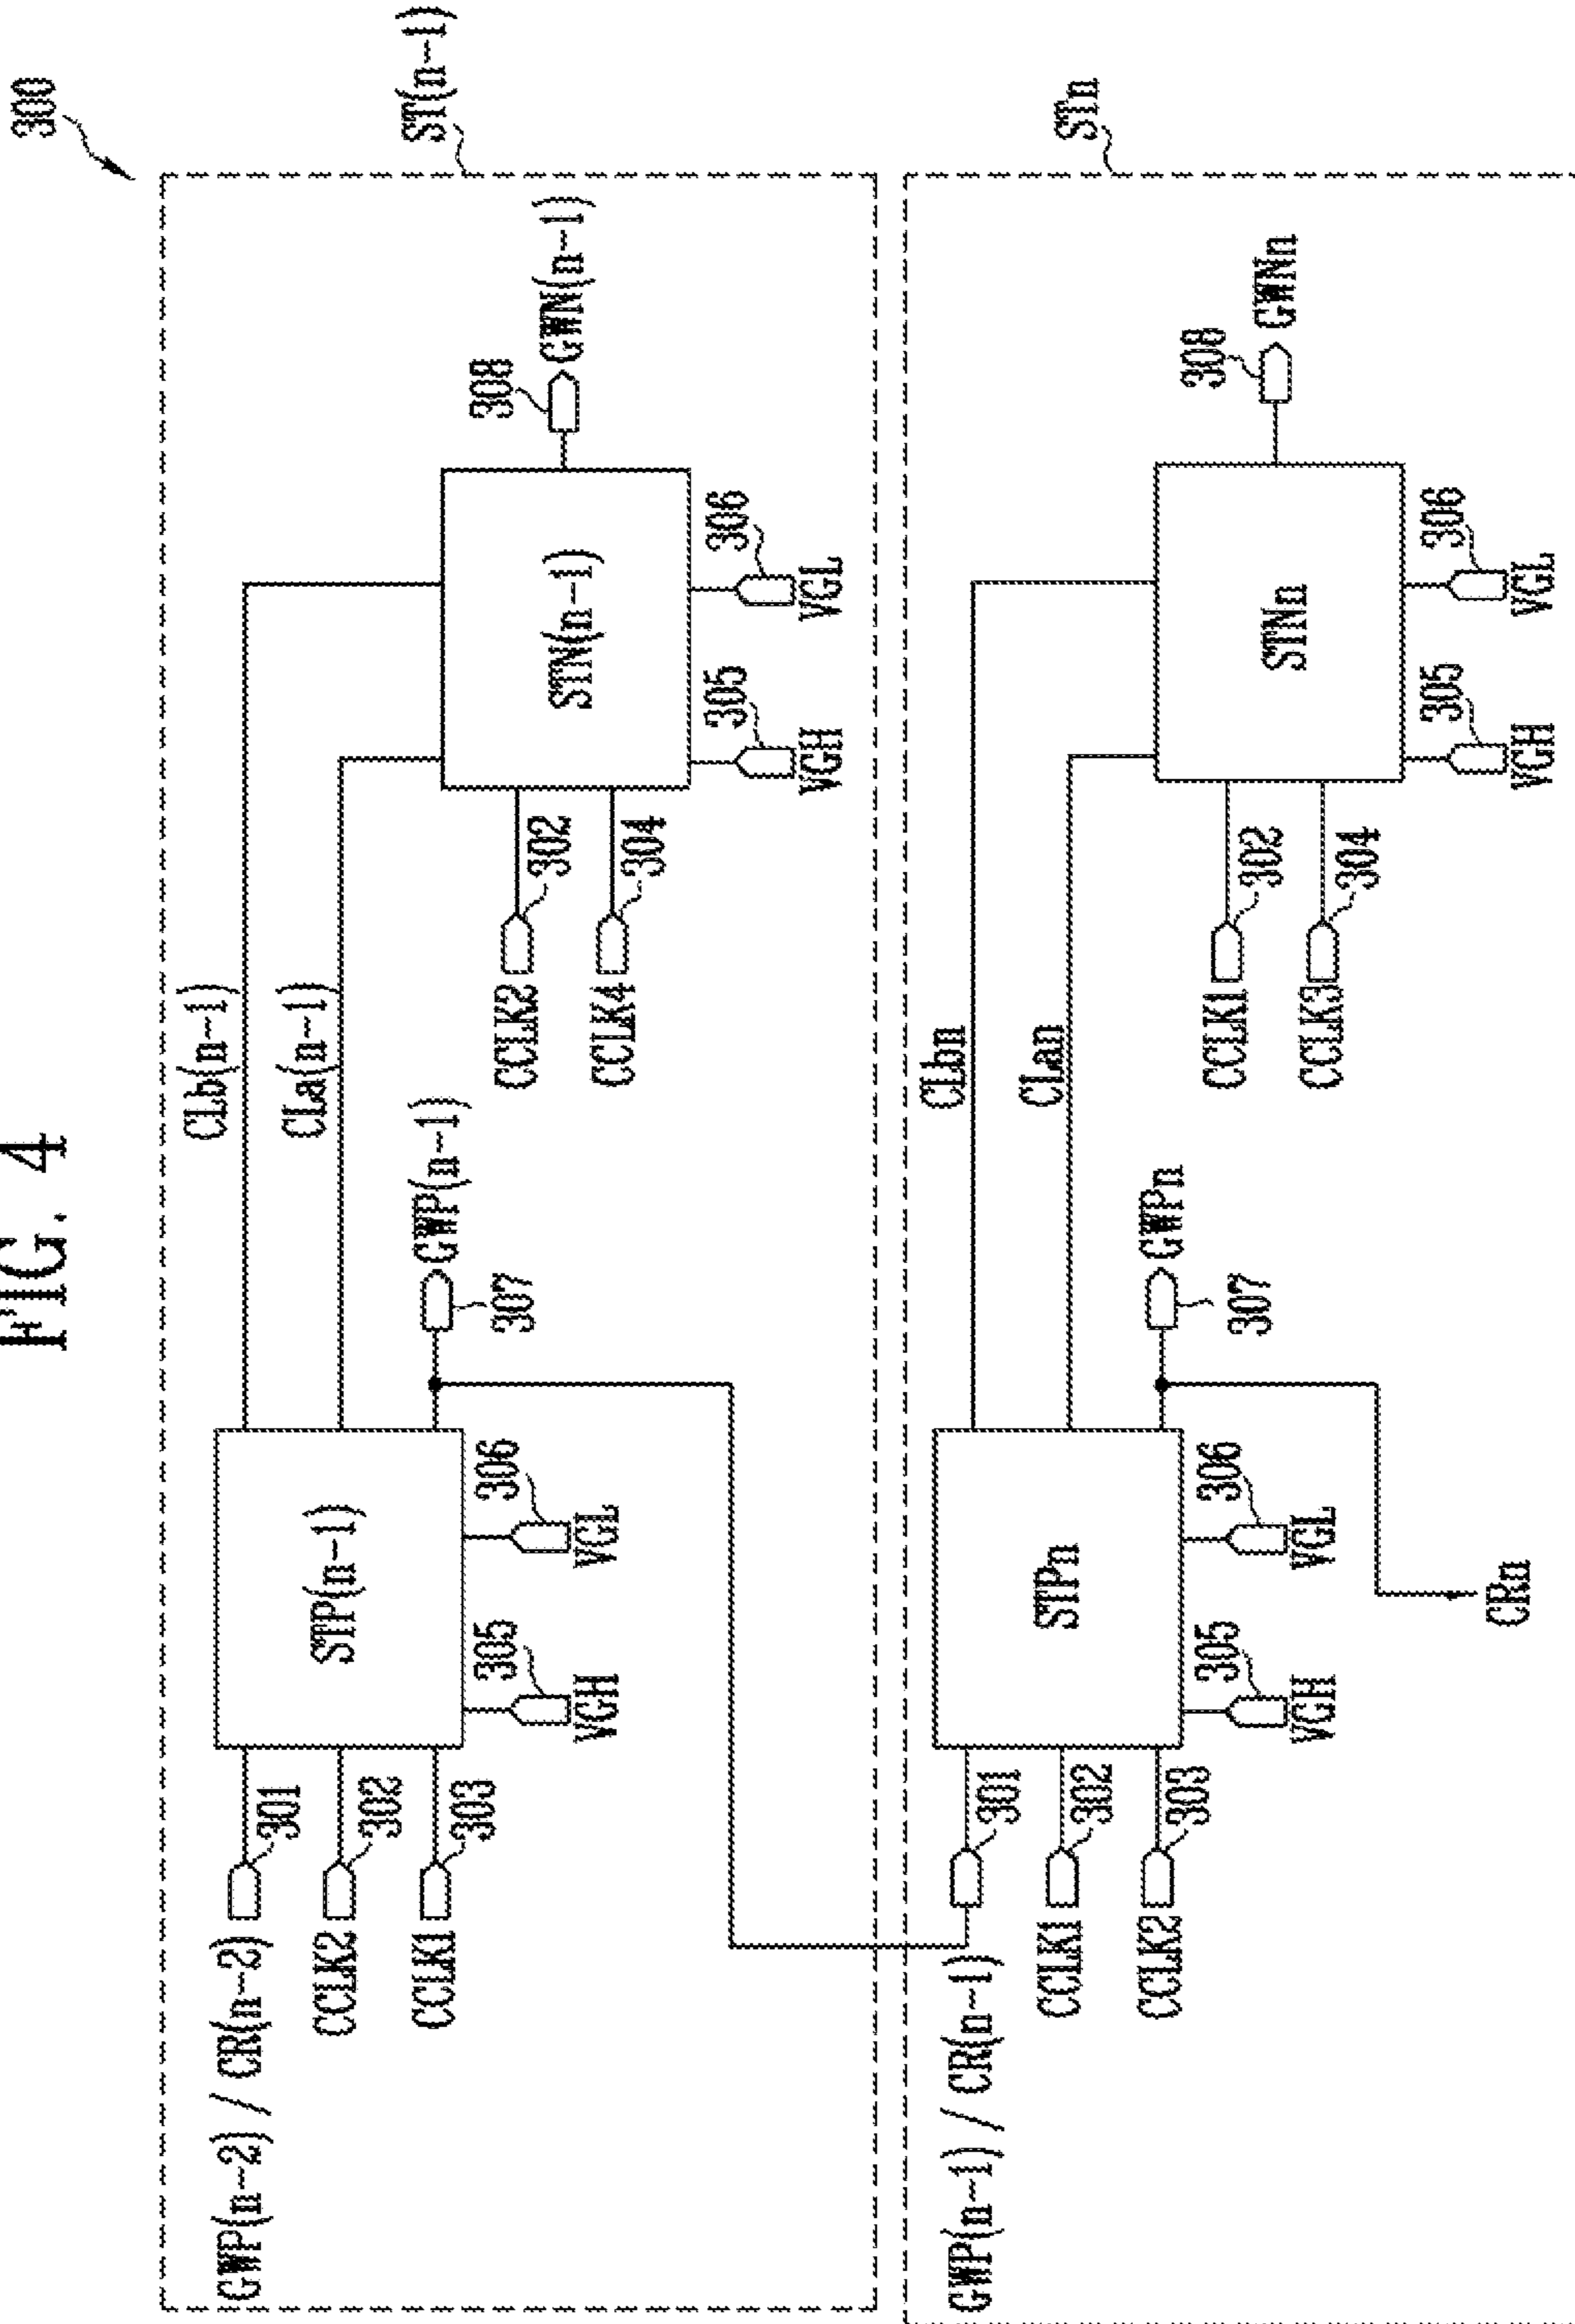 FIG. 4
300
ST(n-1)
CLb(n-1)
CLa(n-1)
GWP(n-2) / CR(n-2)
301
CCLK2
302
CCLK1
303
STP(n-1)
305
VGH
306
VGL
GWP(n-1)
307
CCLK2
302
CCLK4
304
STN(n-1)
305
VGH
306
VGL
308
GWN(n-1)
STn
CLbn
CLan
GWP(n-1) / CR(n-1)
301
CCLK1
302
CCLK2
303
STPn
305
VGH
306
VGL
GWPn
307
CRn
CCLK1
302
CCLK3
304
STNn
305
VGH
306
VGL
308
GWNn